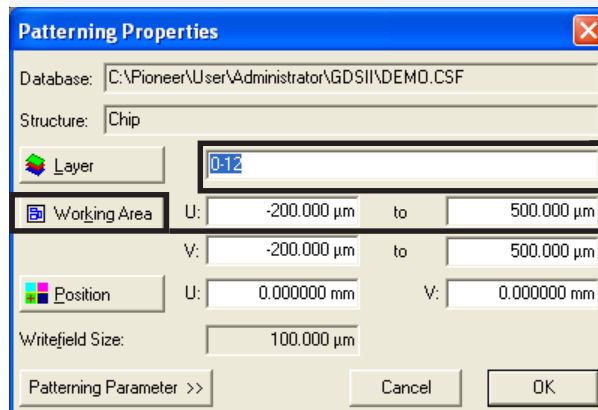 Patterning Properties
Database: C:\Pioneer\User\Administrator\GDSII\DEMO.CSF
Structure: Chip
Layer 0-12
Working Area U: -200.000 µm to 500.000 µm
V: -200.000 µm to 500.000 µm
Position U: 0.000000 mm V: 0.000000 mm
Writefield Size: 100.000 µm
Patterning Parameter >> Cancel OK